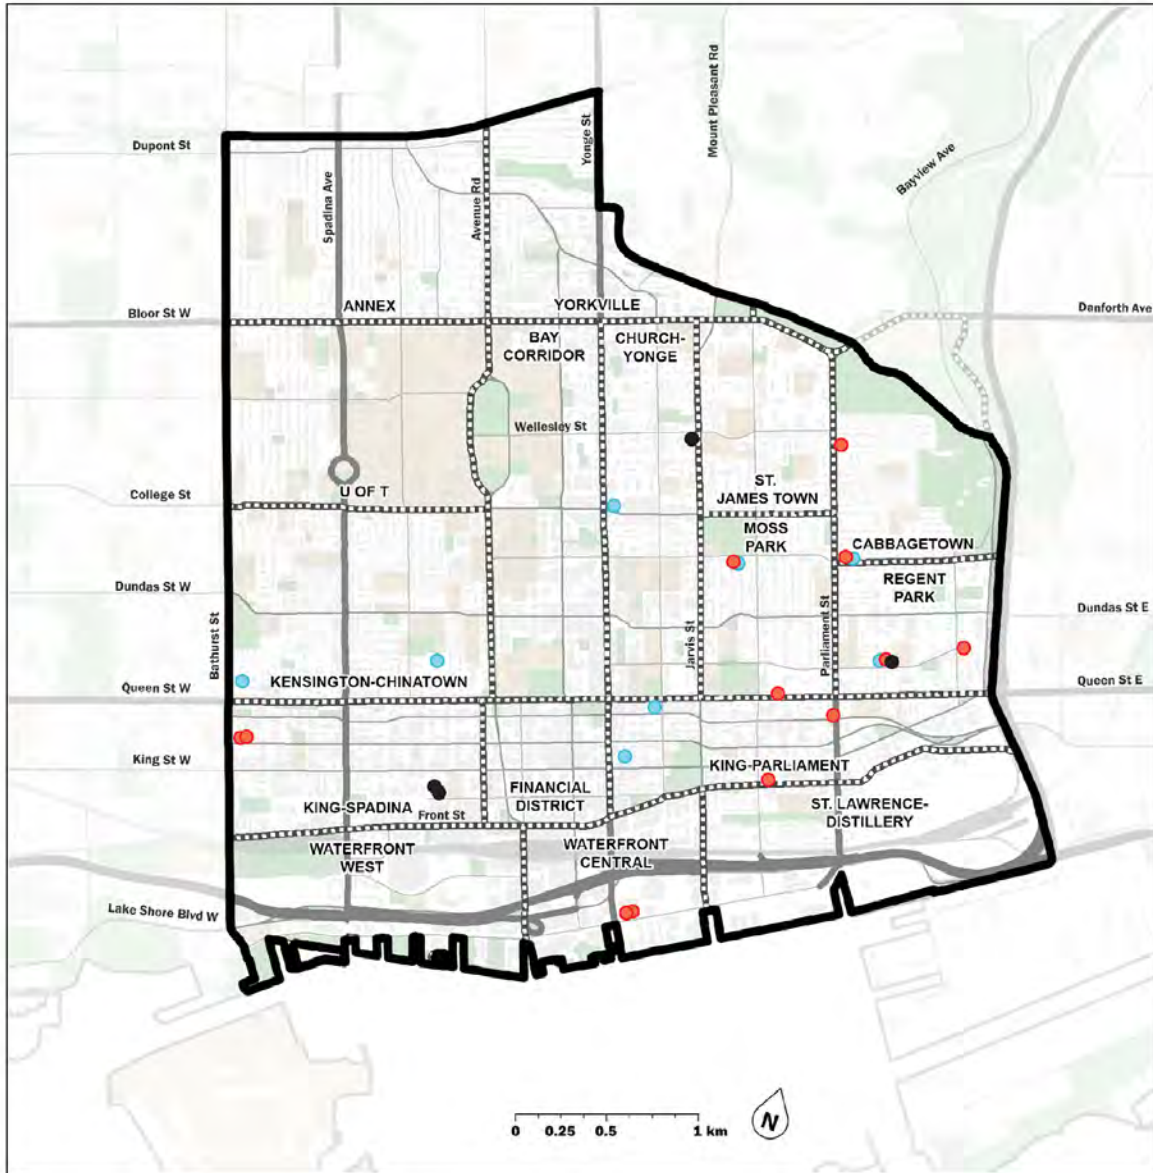 Mount Pleasant Rd
Yonge St
Dupont St
Bayview Ave
Spadina Ave
Avenue Rd
ANNEX
YORKVILLE
Bloor St W
Danforth Ave
BAY
CORRIDOR
CHURCH-
YONGE
Wellesley St
ST.
JAMES TOWN
College St
U OF T
MOSS
PARK
CABBAGETOWN
REGENT
PARK
Dundas St W
Dundas St E
Bathurst St
Jarvis St
Parliament St
KENSINGTON-CHINATOWN
Queen St W
Queen St E
King St W
KING-PARLIAMENT
FINANCIAL
DISTRICT
KING-SPADINA
Front St
ST. LAWRENCE-
DISTILLERY
WATERFRONT
WEST
WATERFRONT
CENTRAL
Lake Shore Blvd W
N
0 0.25 0.5 1 km